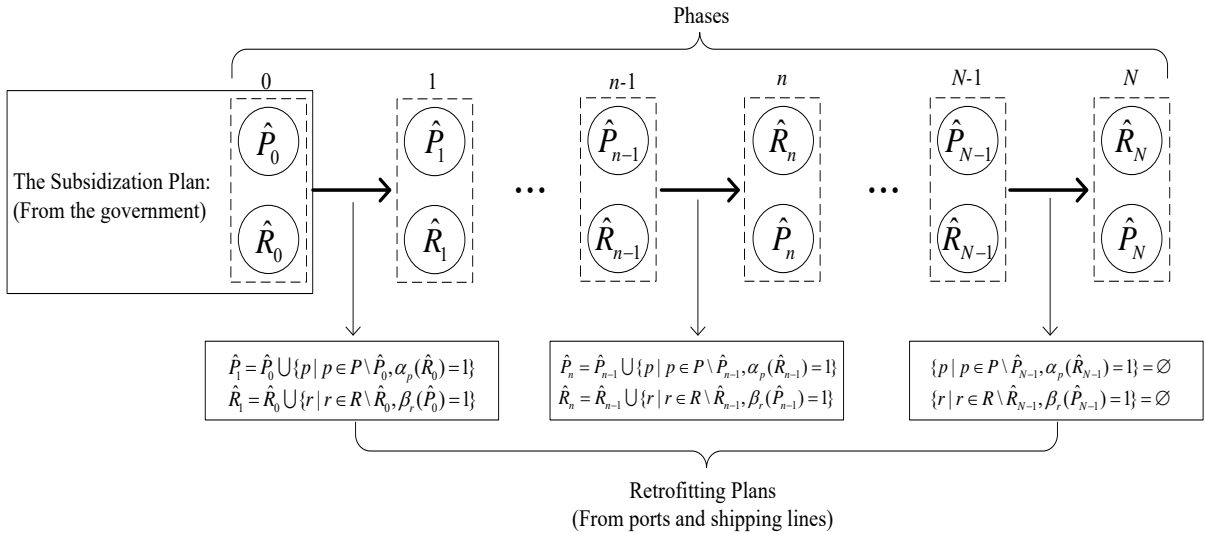 Phases
0 1 n-1 n N-1 N
The Subsidization Plan:
(From the government)
P̂₀ P̂₁ ... P̂ₙ₋₁ R̂ₙ ... P̂_{N−1} R̂_N
R̂₀ R̂₁ R̂ₙ₋₁ P̂ₙ R̂_{N−1} P̂_N
P̂₁ = P̂₀ ⋃{p | p ∈ P \ P̂₀, αₚ(R̂₀) = 1}
R̂₁ = R̂₀ ⋃{r | r ∈ R \ R̂₀, βᵣ(P̂₀) = 1}
P̂ₙ = P̂ₙ₋₁ ⋃{p | p ∈ P \ P̂ₙ₋₁, αₚ(R̂ₙ₋₁) = 1}
R̂ₙ = R̂ₙ₋₁ ⋃{r | r ∈ R \ R̂ₙ₋₁, βᵣ(P̂ₙ₋₁) = 1}
{p | p ∈ P \ P̂_{N−1}, αₚ(R̂_{N−1}) = 1} = ∅
{r | r ∈ R \ R̂_{N−1}, βᵣ(P̂_{N−1}) = 1} = ∅
Retrofitting Plans
(From ports and shipping lines)